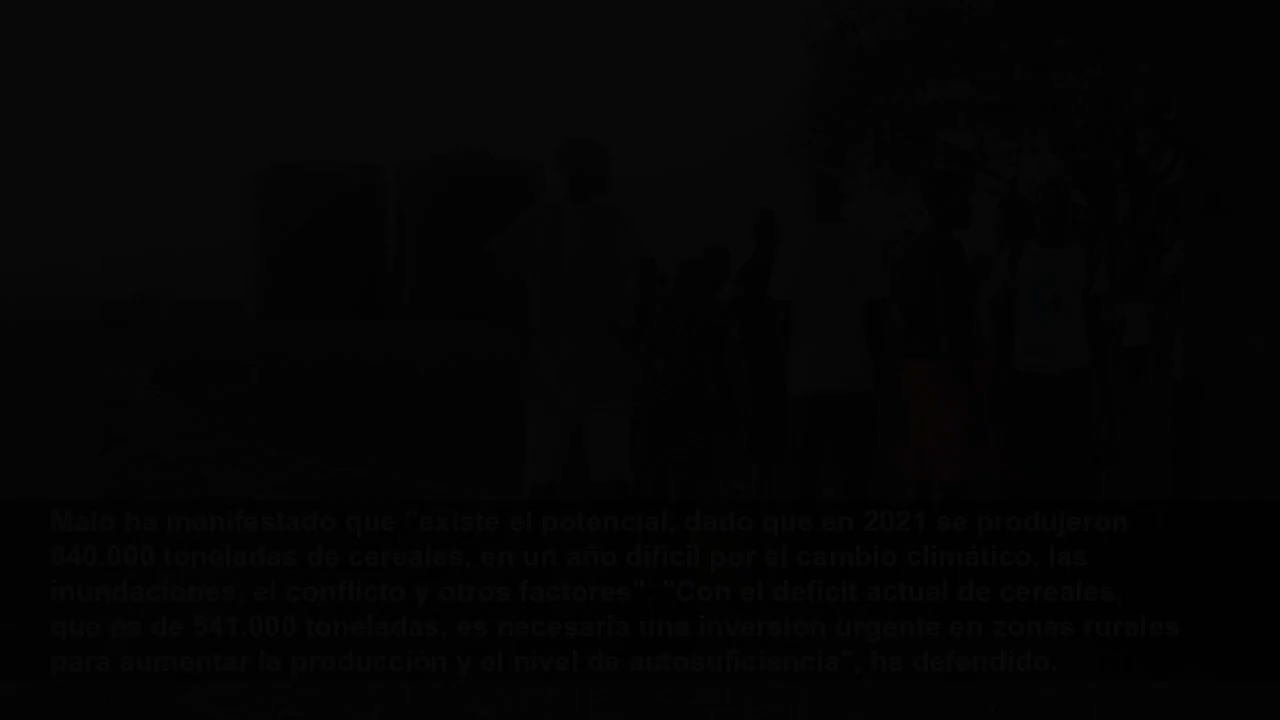 Malo ha manifestado que "existe el potencial, dado que en 2021 se produjeron
840.000 toneladas de cereales, en un año difícil por el cambio climático, las
inundaciones, el conflicto y otros factores". "Con el déficit actual de cereales,
que es de 541.000 toneladas, es necesaria una inversión urgente en zonas rurales
para aumentar la producción y el nivel de autosuficiencia", ha defendido.